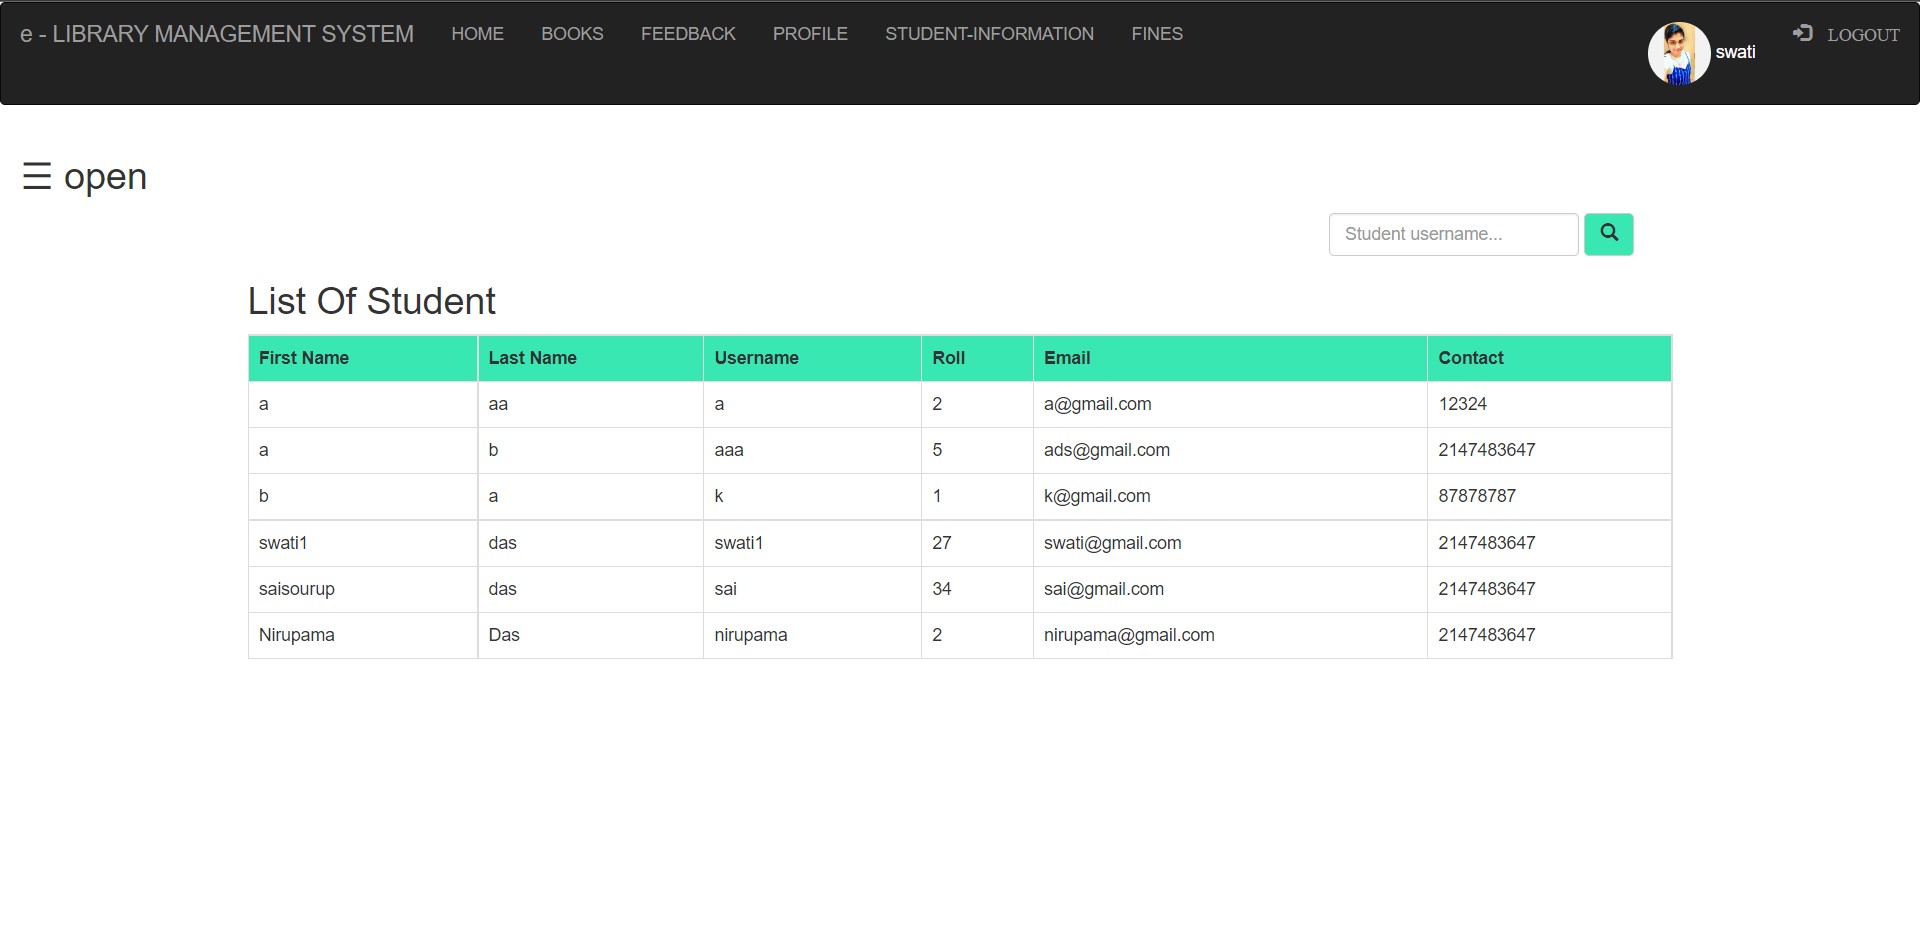 e - LIBRARY MANAGEMENT SYSTEM HOME BOOKS FEEDBACK PROFILE STUDENT-INFORMATION FINES swati LOGOUT
☰ open
Student username...
List Of Student
First Name Last Name Username Roll Email Contact
a aa a 2 a@gmail.com 12324
a b aaa 5 ads@gmail.com 2147483647
b a k 1 k@gmail.com 87878787
swati1 das swati1 27 swati@gmail.com 2147483647
saisourup das sai 34 sai@gmail.com 2147483647
Nirupama Das nirupama 2 nirupama@gmail.com 2147483647